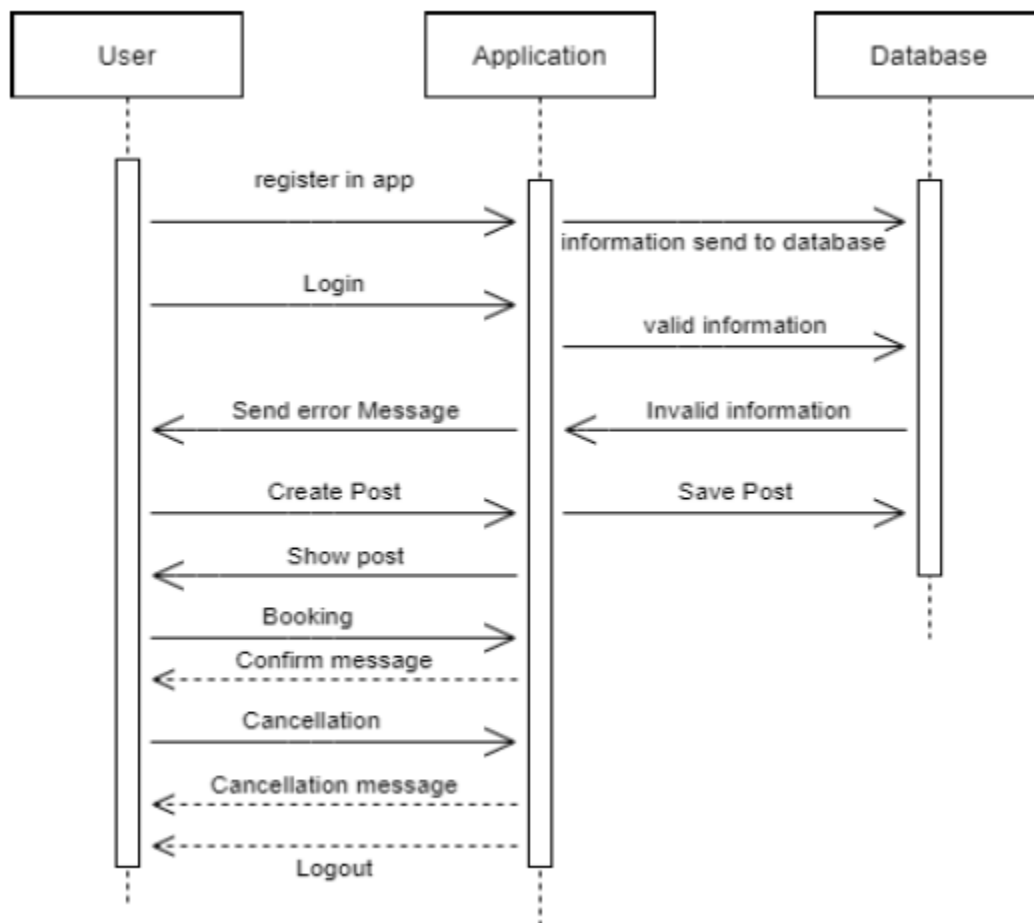 User
Application
Database
register in app
information send to database
Login
valid information
Send error Message
Invalid information
Create Post
Save Post
Show post
Booking
Confirm message
Cancellation
Cancellation message
Logout